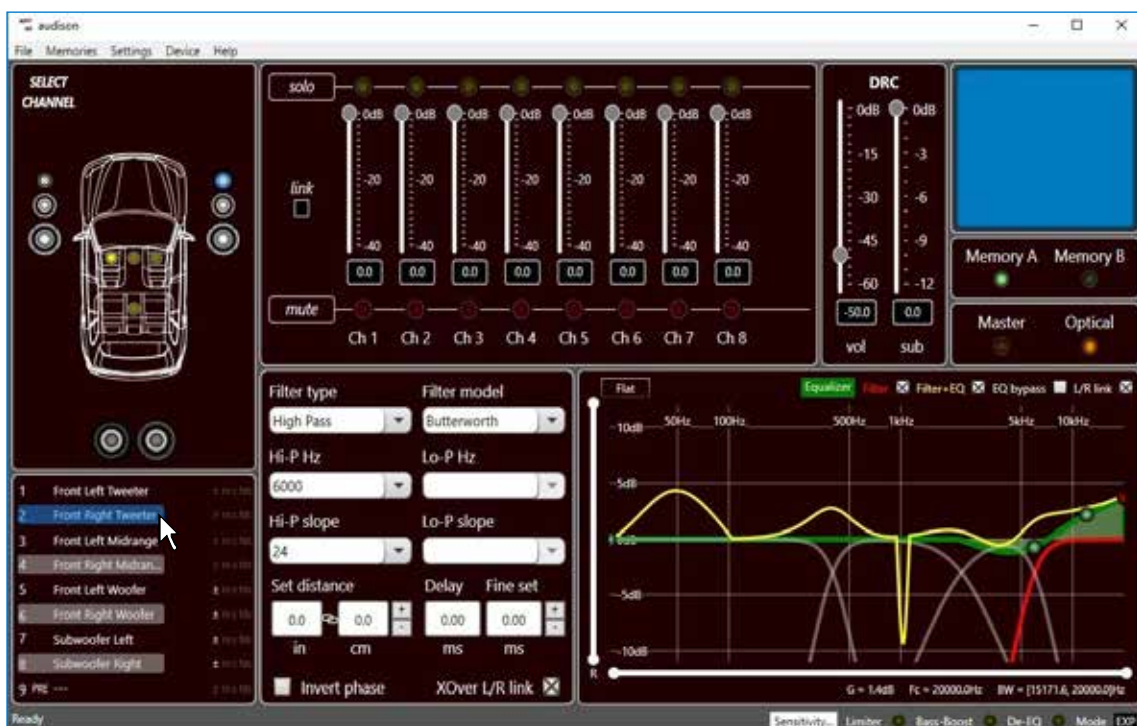 audison
File Memories Settings Device Help
SELECT
CHANNEL
solo
0dB 0dB 0dB 0dB 0dB 0dB 0dB 0dB
-20 -20 -20 -20 -20 -20 -20 -20
link
-40 -40 -40 -40 -40 -40 -40 -40
0.0 0.0 0.0 0.0 0.0 0.0 0.0 0.0
mute
Ch 1 Ch 2 Ch 3 Ch 4 Ch 5 Ch 6 Ch 7 Ch 8
DRC
0dB 0dB
-15 -3
-30 -6
-45 -9
-60 -12
-50.0 0.0
vol sub
Memory A Memory B
Master Optical
1 Front Left Tweeter
2 Front Right Tweeter
3 Front Left Midrange
4 Front Right Midran...
5 Front Left Woofer
6 Front Right Woofer
7 Subwoofer Left
8 Subwoofer Right
9 PRE ---
Filter type Filter model
High Pass Butterworth
Hi-P Hz Lo-P Hz
6000
Hi-P slope Lo-P slope
24
Set distance Delay Fine set
0.0 0.0 + - 0.00 0.00 + -
in cm ms ms
Invert phase XOver L/R link
Flat Equalizer Filter Filter+EQ EQ bypass L/R link
50Hz 100Hz 500Hz 1kHz 5kHz 10kHz
10dB
5dB
0dB
-5dB
-10dB
R
G = 1.4dB Fc = 20000.0Hz BW = [15171.6, 20000.0]Hz
Ready Sensitivity... Limiter Bass-Boost De-EQ Mode EXT